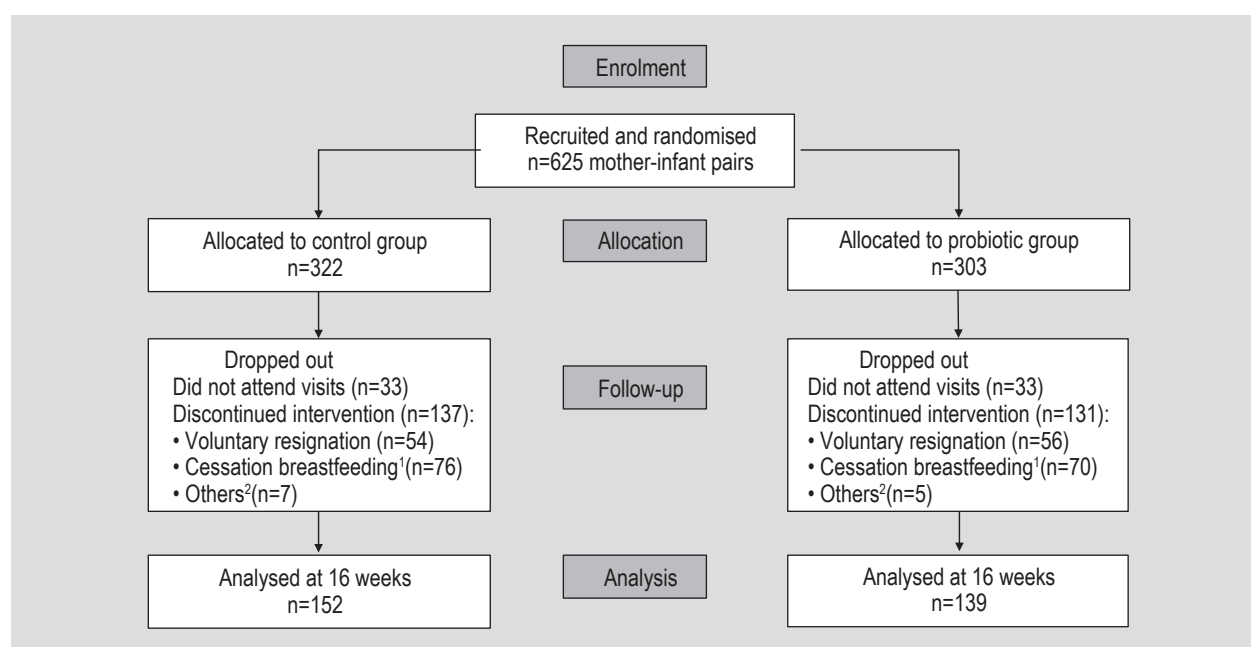 Enrolment
Recruited and randomised
n=625 mother-infant pairs
Allocated to control group
n=322
Allocation
Allocated to probiotic group
n=303
Dropped out
Did not attend visits (n=33)
Discontinued intervention (n=137):
• Voluntary resignation (n=54)
• Cessation breastfeeding¹(n=76)
• Others²(n=7)
Follow-up
Dropped out
Did not attend visits (n=33)
Discontinued intervention (n=131):
• Voluntary resignation (n=56)
• Cessation breastfeeding¹(n=70)
• Others²(n=5)
Analysed at 16 weeks
n=152
Analysis
Analysed at 16 weeks
n=139